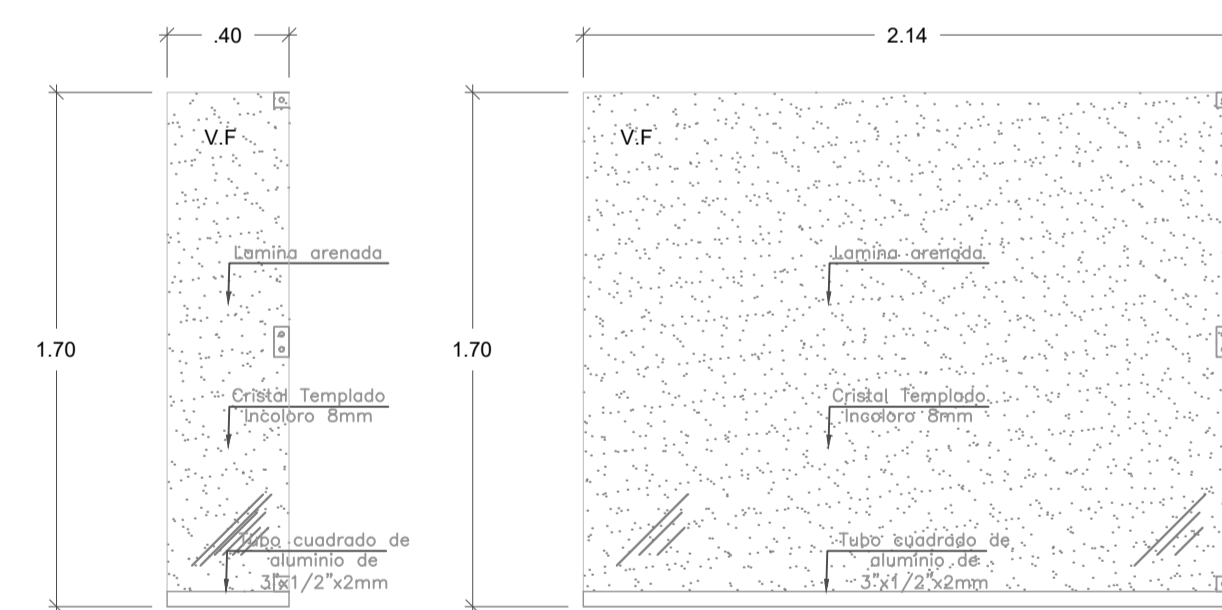 .40
2.14
V.F
V.F
Lamina arenada
Lamina arenada
1.70
1.70
Cristal Templado
Incoloro 8mm
Cristal Templado
Incoloro 8mm
Tubo cuadrado de
aluminio de
3"x1/2"x2mm
Tubo cuadrado de
aluminio de
3"x1/2"x2mm